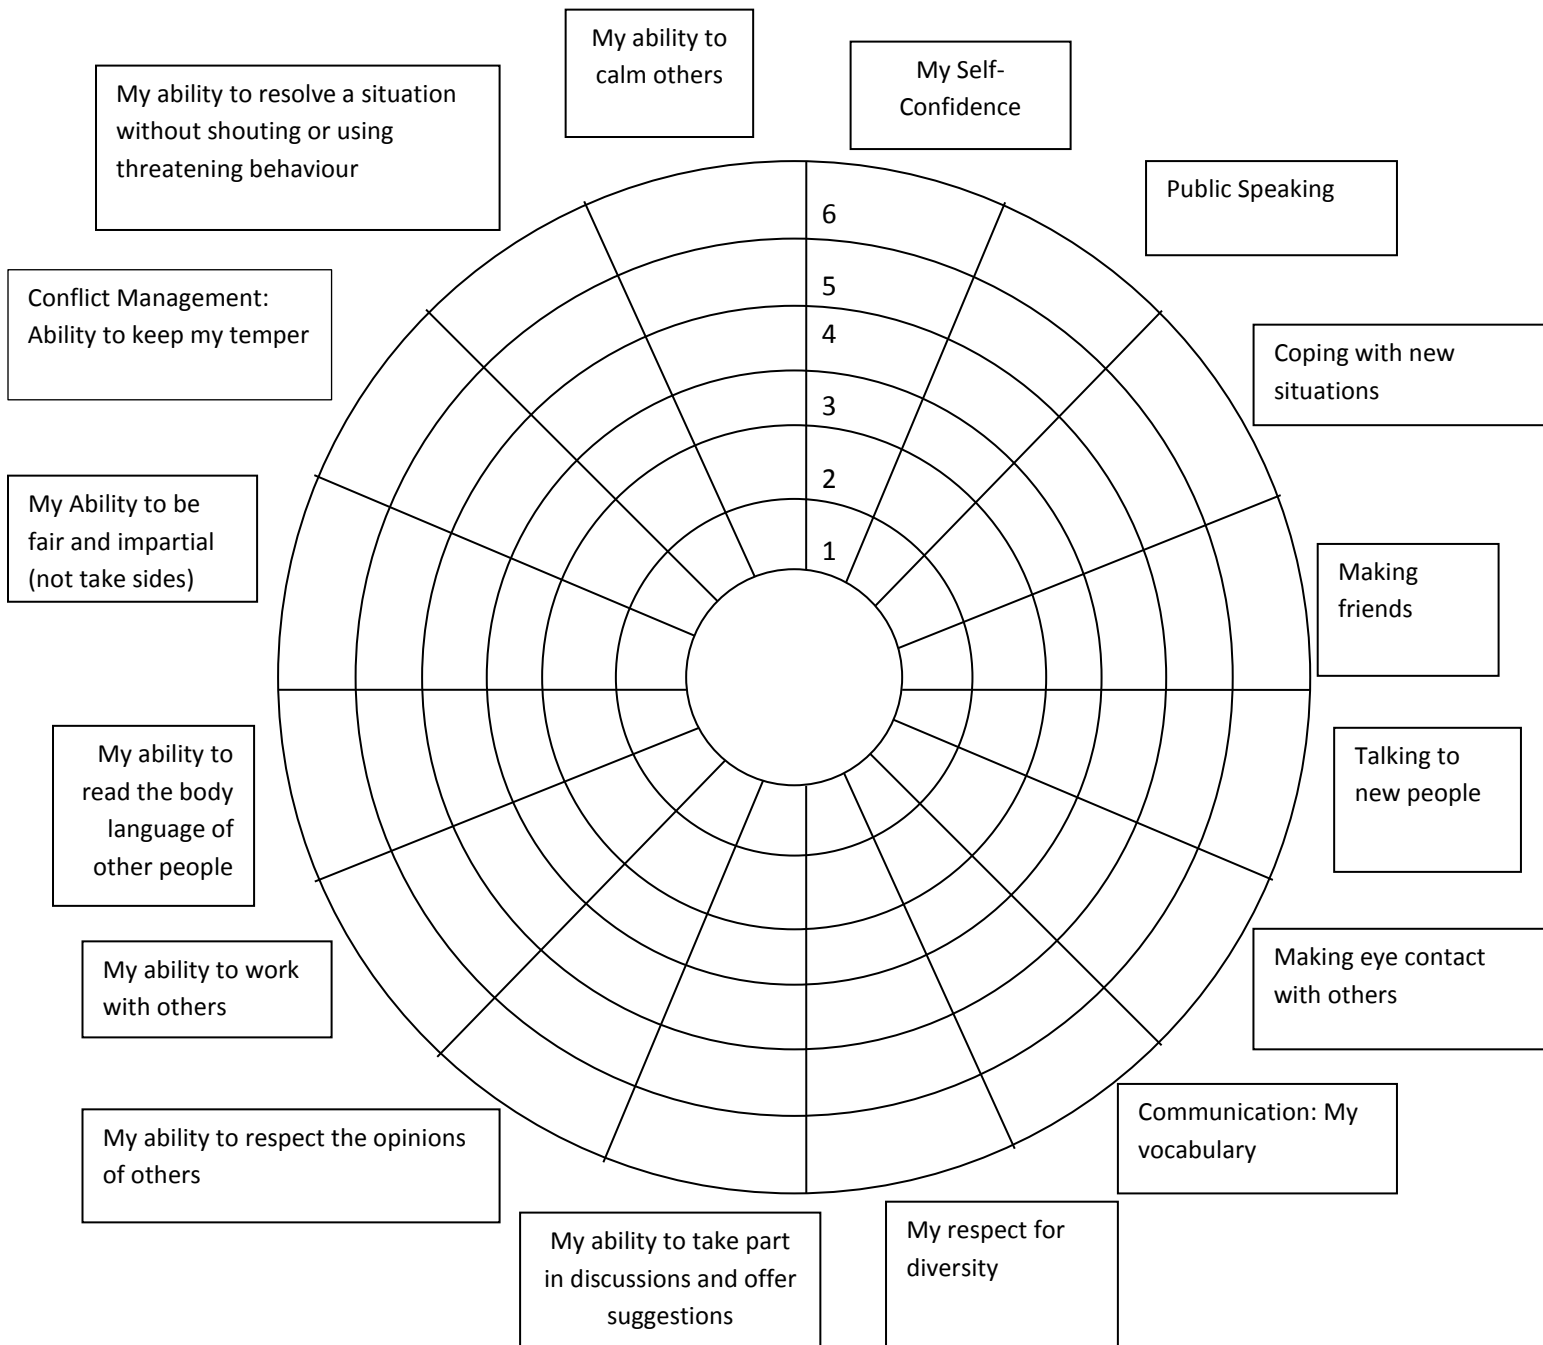 My ability to
calm others
My Self-
Confidence
My ability to resolve a situation
without shouting or using
threatening behaviour
Public Speaking
6
5
4
3
2
1
Conflict Management:
Ability to keep my temper
Coping with new
situations
My Ability to be
fair and impartial
(not take sides)
Making
friends
My ability to
read the body
language of
other people
Talking to
new people
My ability to work
with others
Making eye contact
with others
My ability to respect the opinions
of others
Communication: My
vocabulary
My ability to take part
in discussions and offer
suggestions
My respect for
diversity